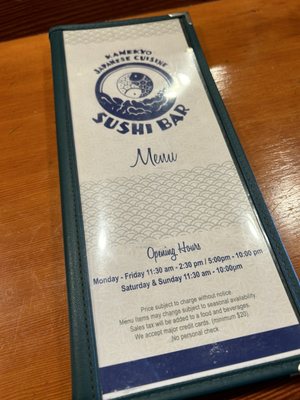 KAMEKYO
JAPANESE CUISINE
SUSHI BAR
Menu
Opening Hours
Monday - Friday 11:30 am - 2:30 pm / 5:00pm - 10:00 pm
Saturday & Sunday 11:30 am - 10:00pm
Price subject to charge without notice.
Menu Items may change subject to seasonal availability.
Sales tax will be added to a food and beverages.
We accept major credit cards. (minimum $20).
.No personal check